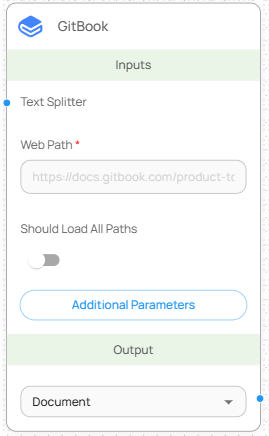 GitBook
Inputs
Text Splitter
Web Path *
https://docs.gitbook.com/product-to
Should Load All Paths
Additional Parameters
Output
Document